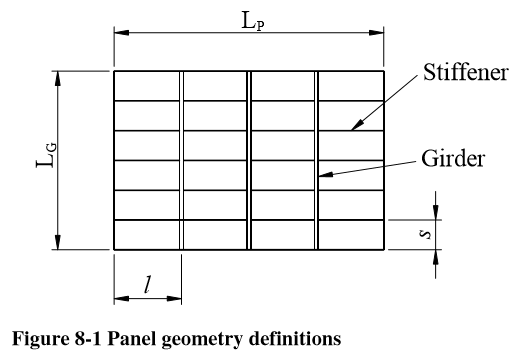 L_P
Stiffener
L_G
Girder
s
l
Figure 8-1 Panel geometry definitions